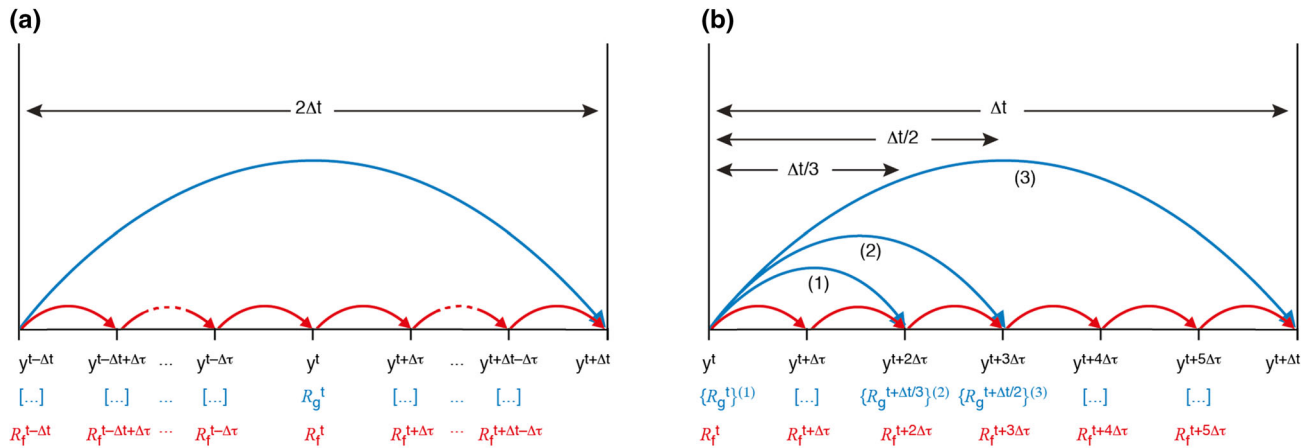 (a)
2Δt
y^t−Δt y^t−Δt+Δτ ... y^t−Δτ y^t y^t+Δτ ... y^t+Δt−Δτ y^t+Δt
[...] [...] ... [...] R_g^t [...] ... [...]
R_f^t−Δt R_f^t−Δt+Δτ ... R_f^t−Δτ R_f^t R_f^t+Δτ ... R_f^t+Δt−Δτ
(b)
Δt
Δt/2
Δt/3
(3)
(2)
(1)
y^t y^t+Δτ y^t+2Δτ y^t+3Δτ y^t+4Δτ y^t+5Δτ y^t+Δt
{R_g^t}^(1) [...] {R_g^t+Δt/3}^(2) {R_g^t+Δt/2}^(3) [...] [...]
R_f^t R_f^t+Δτ R_f^t+2Δτ R_f^t+3Δτ R_f^t+4Δτ R_f^t+5Δτ